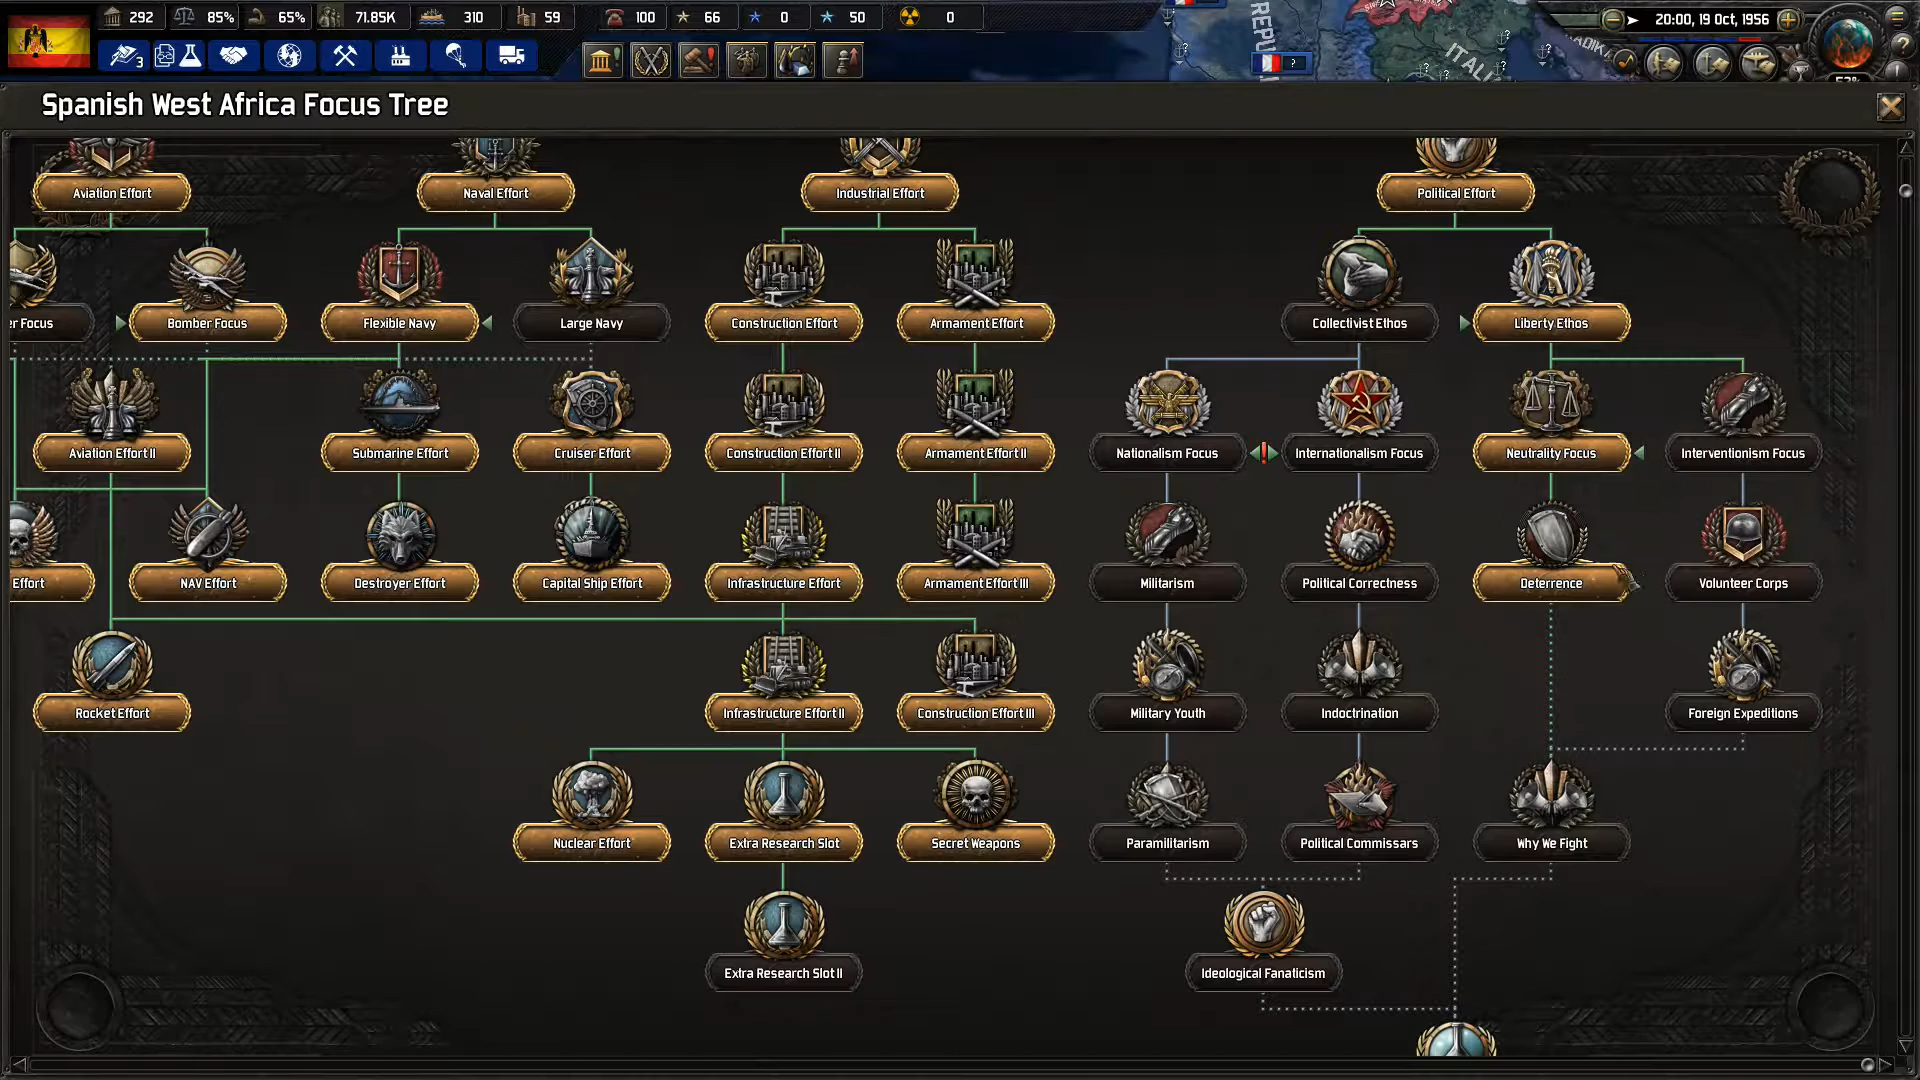 292
85%
65%
71.85K
310
59
100
66
0
50
0
20:00, 19 Oct, 1956
3
REPU
ITALI
?
Spanish West Africa Focus Tree
Aviation Effort
Naval Effort
Industrial Effort
Political Effort
er Focus
Bomber Focus
Flexible Navy
Large Navy
Construction Effort
Armament Effort
Collectivist Ethos
Liberty Ethos
Aviation Effort II
Submarine Effort
Cruiser Effort
Construction Effort II
Armament Effort II
Nationalism Focus
Internationalism Focus
Neutrality Focus
Interventionism Focus
Effort
NAV Effort
Destroyer Effort
Capital Ship Effort
Infrastructure Effort
Armament Effort III
Militarism
Political Correctness
Deterrence
Volunteer Corps
Rocket Effort
Infrastructure Effort II
Construction Effort III
Military Youth
Indoctrination
Foreign Expeditions
Nuclear Effort
Extra Research Slot
Secret Weapons
Paramilitarism
Political Commissars
Why We Fight
Extra Research Slot II
Ideological Fanaticism